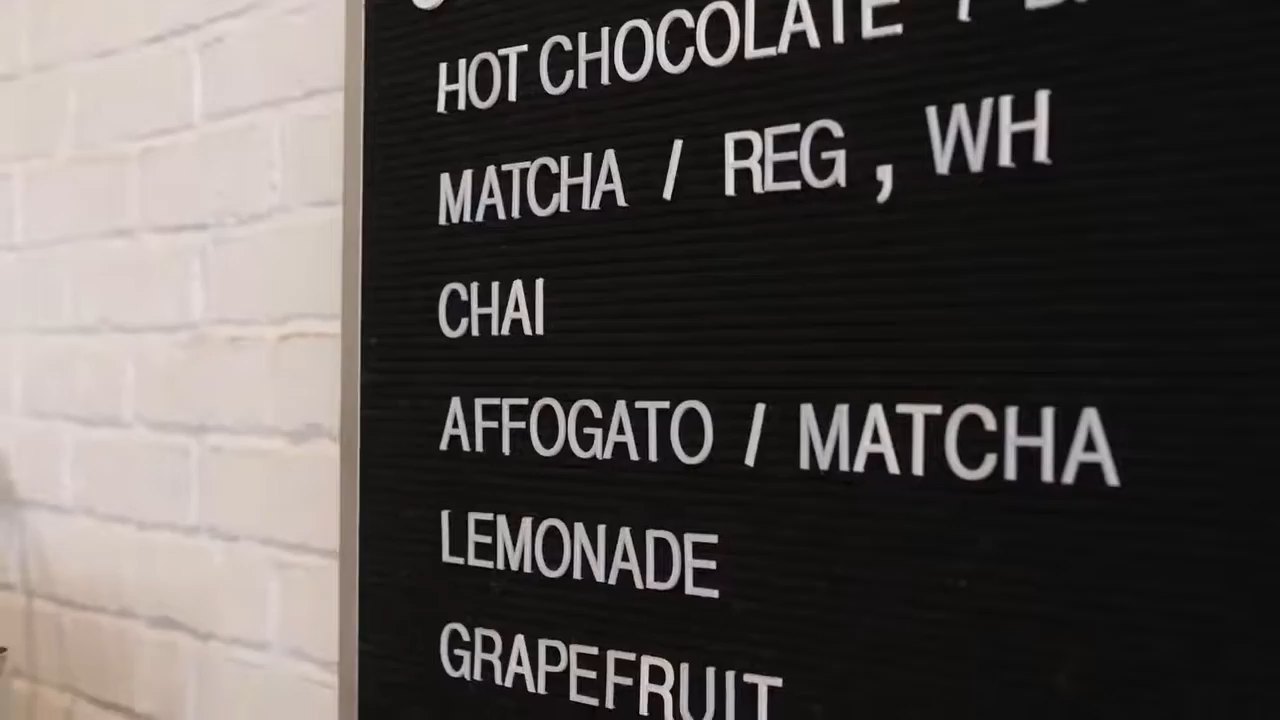 HOT CHOCOLATE /
MATCHA / REG , WH
CHAI
AFFOGATO / MATCHA
LEMONADE
GRAPEFRUIT